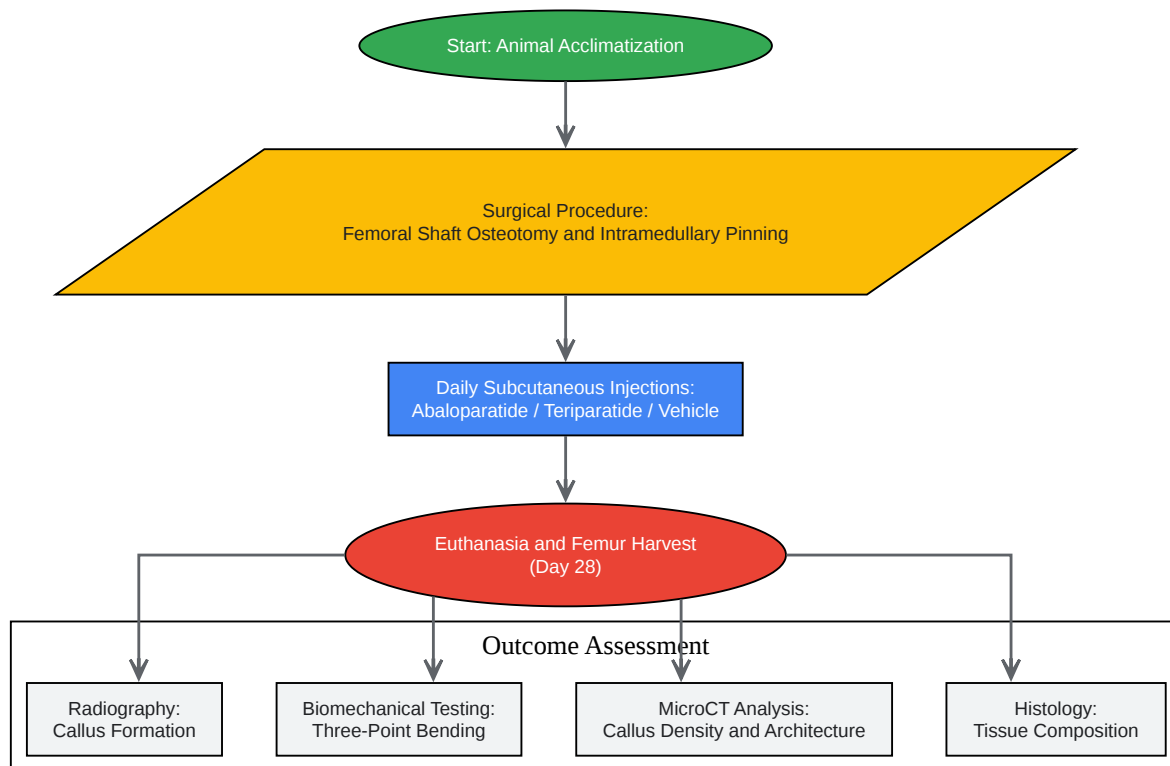 Start: Animal Acclimatization
Surgical Procedure:
Femoral Shaft Osteotomy and Intramedullary Pinning
Daily Subcutaneous Injections:
Abaloparatide / Teriparatide / Vehicle
Euthanasia and Femur Harvest
(Day 28)
Outcome Assessment
Radiography:
Callus Formation
Biomechanical Testing:
Three-Point Bending
MicroCT Analysis:
Callus Density and Architecture
Histology:
Tissue Composition